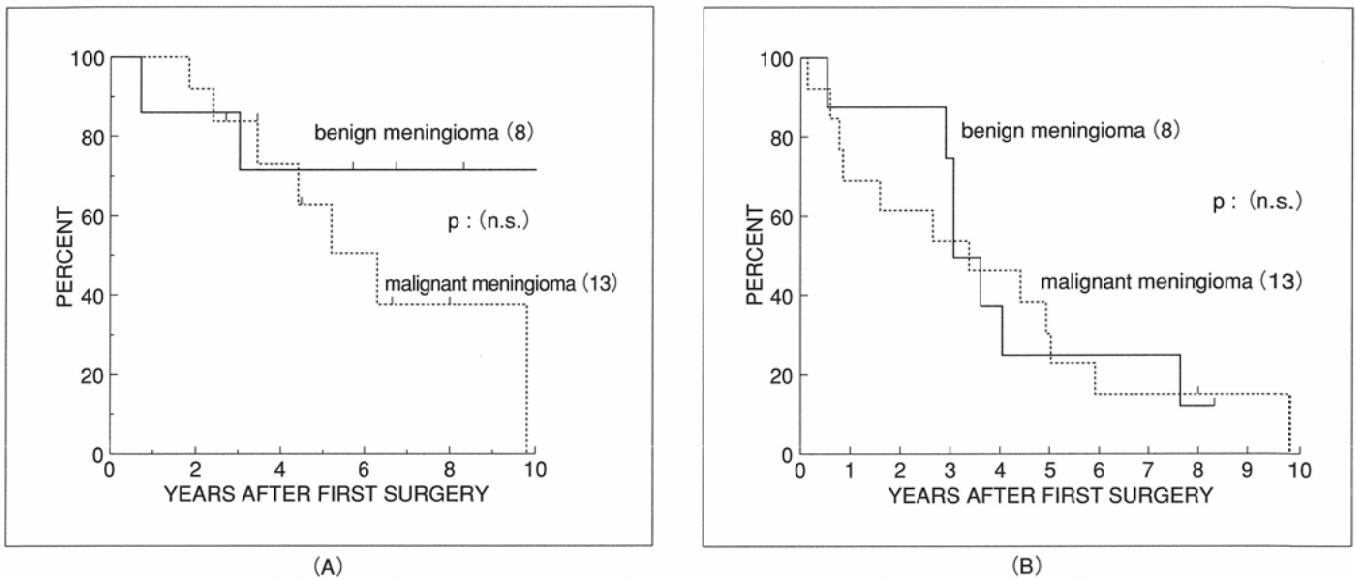 100
80
60
40
20
0
PERCENT
benign meningioma (8)
p : (n.s.)
malignant meningioma (13)
0 2 4 6 8 10
YEARS AFTER FIRST SURGERY
(A)
100
80
60
40
20
0
PERCENT
benign meningioma (8)
p : (n.s.)
malignant meningioma (13)
0 1 2 3 4 5 6 7 8 9 10
YEARS AFTER FIRST SURGERY
(B)